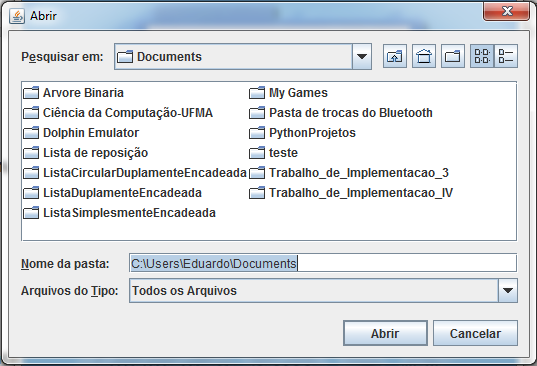 Abrir
Pesquisar em: Documents
Arvore Binaria
Ciência da Computação-UFMA
Dolphin Emulator
Lista de reposição
ListaCircularDuplamenteEncadeada
ListaDuplamenteEncadeada
ListaSimplesmenteEncadeada
My Games
Pasta de trocas do Bluetooth
PythonProjetos
teste
Trabalho_de_Implementacao_3
Trabalho_de_Implementacao_IV
Nome da pasta: C:\Users\Eduardo\Documents
Arquivos do Tipo: Todos os Arquivos
Abrir Cancelar